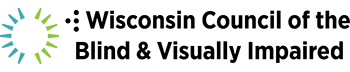 Wisconsin Council of the
Blind & Visually Impaired